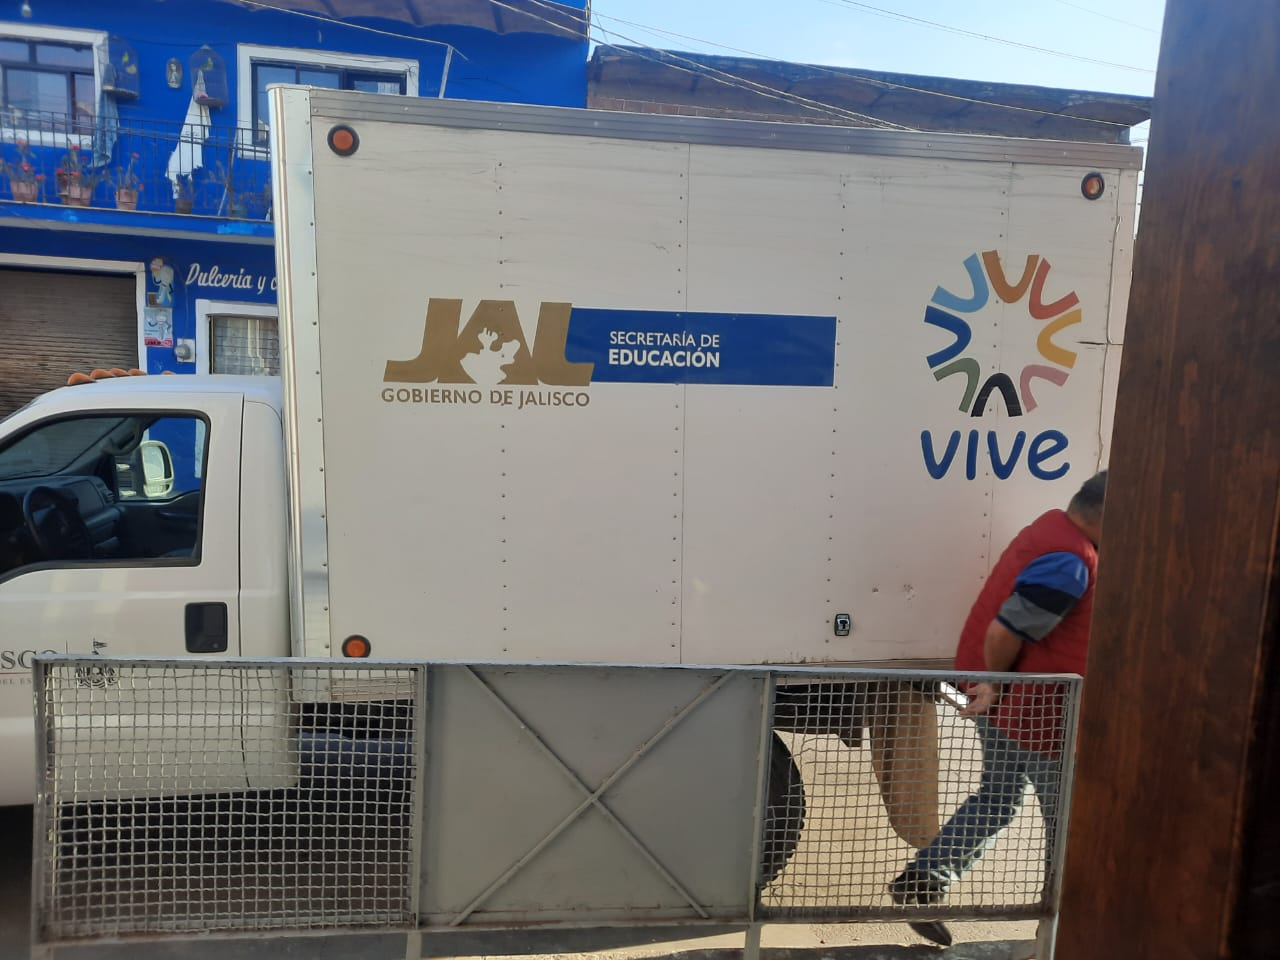 Dulcería y
JAL
GOBIERNO DE JALISCO
SECRETARÍA DE
EDUCACIÓN
vive